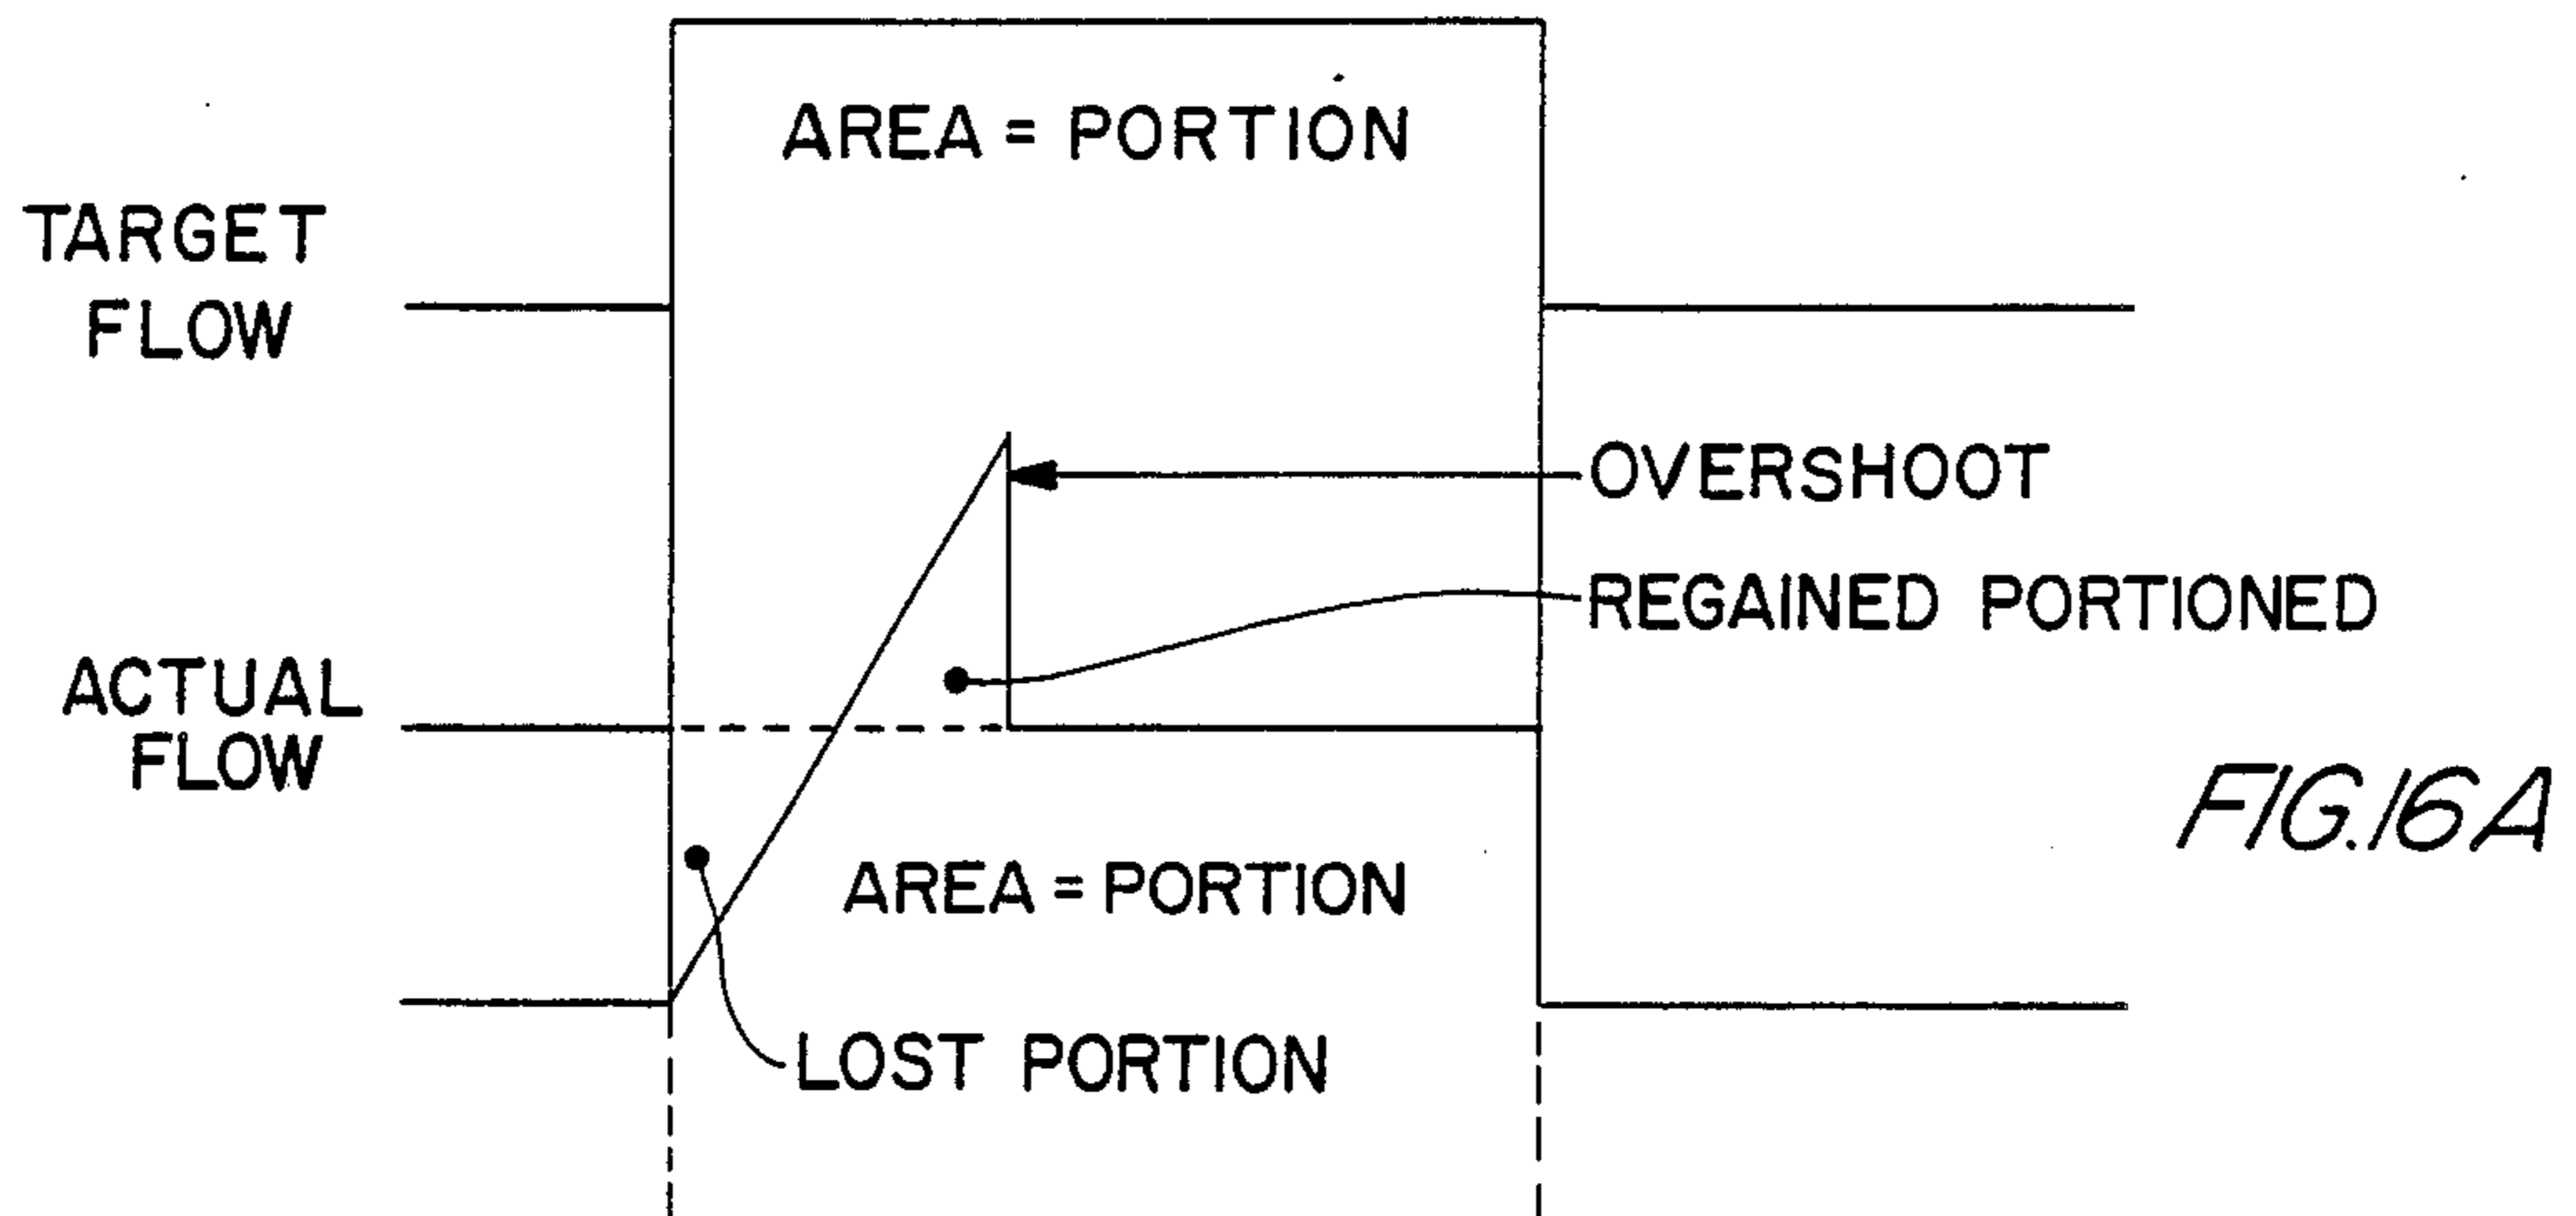 AREA = PORTION
TARGET
FLOW
OVERSHOOT
REGAINED PORTIONED
ACTUAL
FLOW
FIG.16A
AREA = PORTION
LOST PORTION